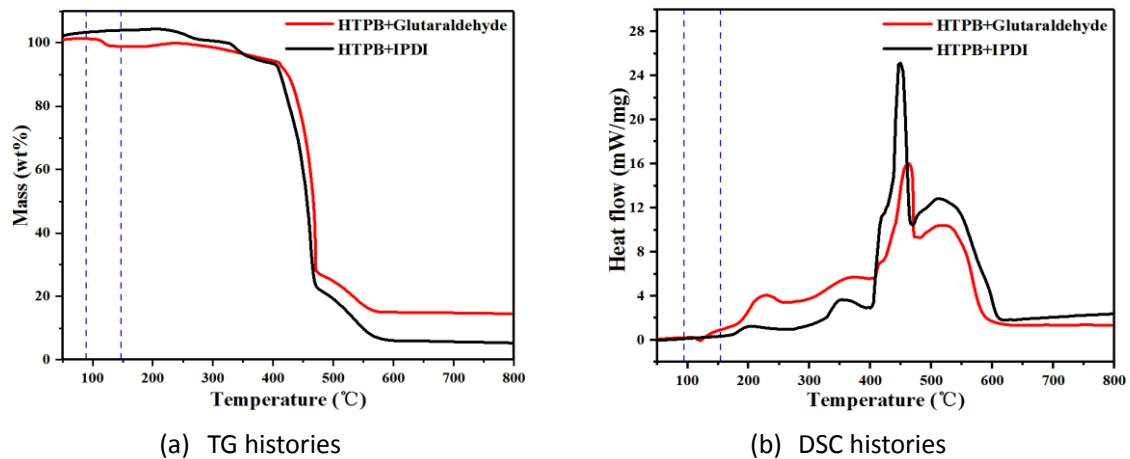 HTPB+Glutaraldehyde
HTPB+IPDI
Mass (wt%)
100
80
60
40
20
0
100 200 300 400 500 600 700 800
Temperature (℃)
(a) TG histories
HTPB+Glutaraldehyde
HTPB+IPDI
Heat flow (mW/mg)
28
24
20
16
12
8
4
0
100 200 300 400 500 600 700 800
Temperature (℃)
(b) DSC histories